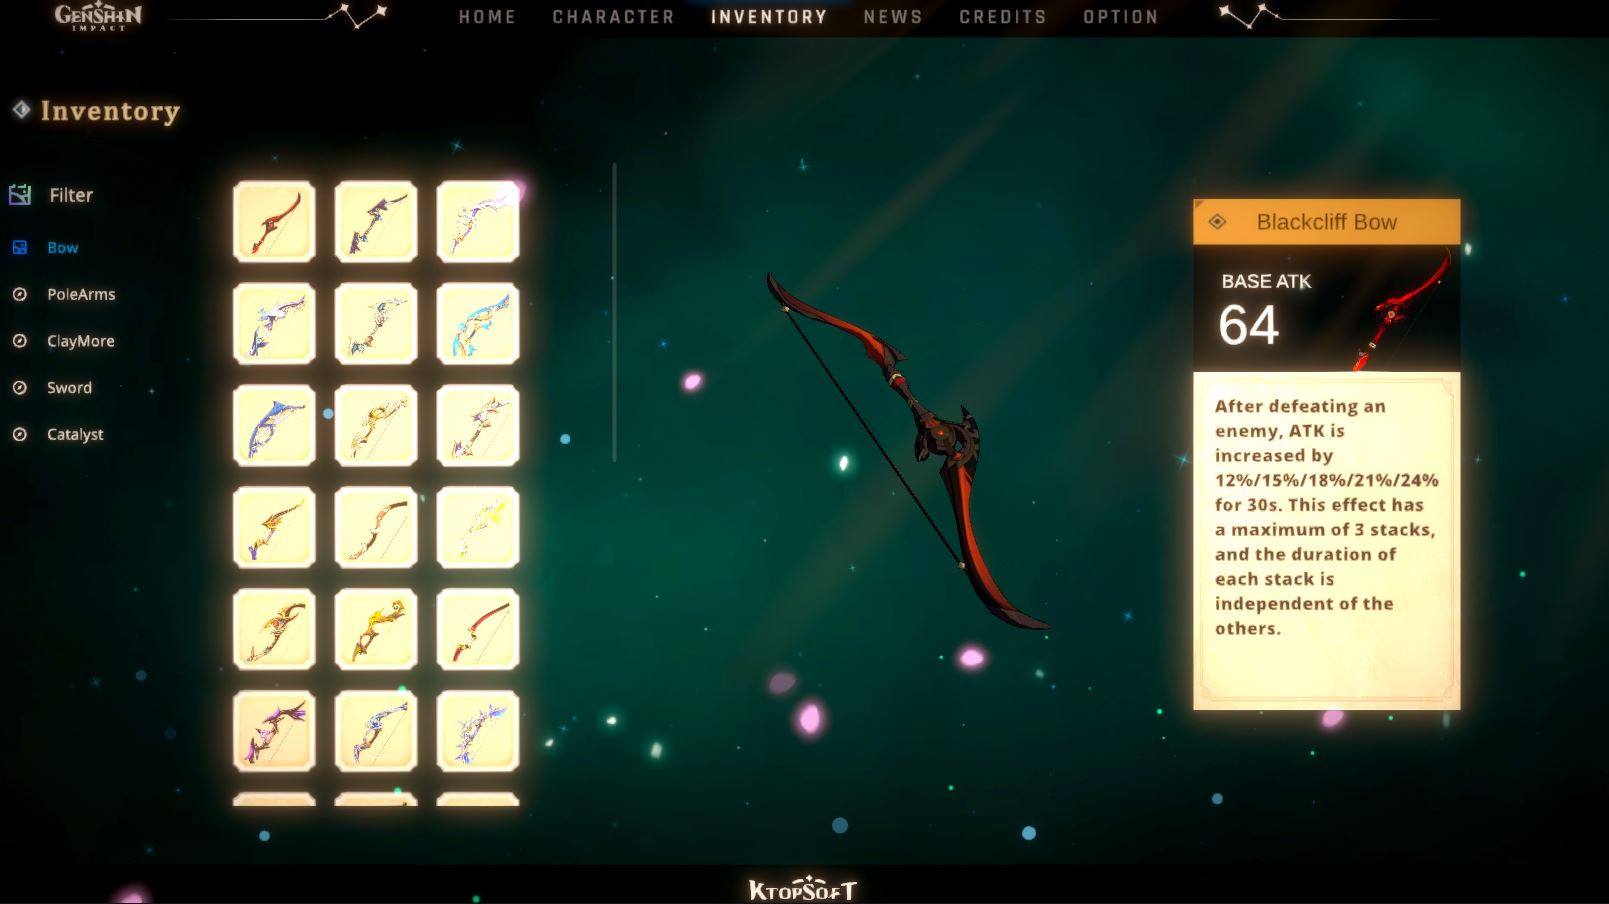 GENSHIN
IMPACT
HOME
CHARACTER
INVENTORY
NEWS
CREDITS
OPTION
Inventory
Filter
Bow
PoleArms
ClayMore
Sword
Catalyst
Blackcliff Bow
BASE ATK
64
After defeating an
enemy, ATK is
increased by
12%/15%/18%/21%/24%
for 30s. This effect has
a maximum of 3 stacks,
and the duration of
each stack is
independent of the
others.
KTOPSOFT